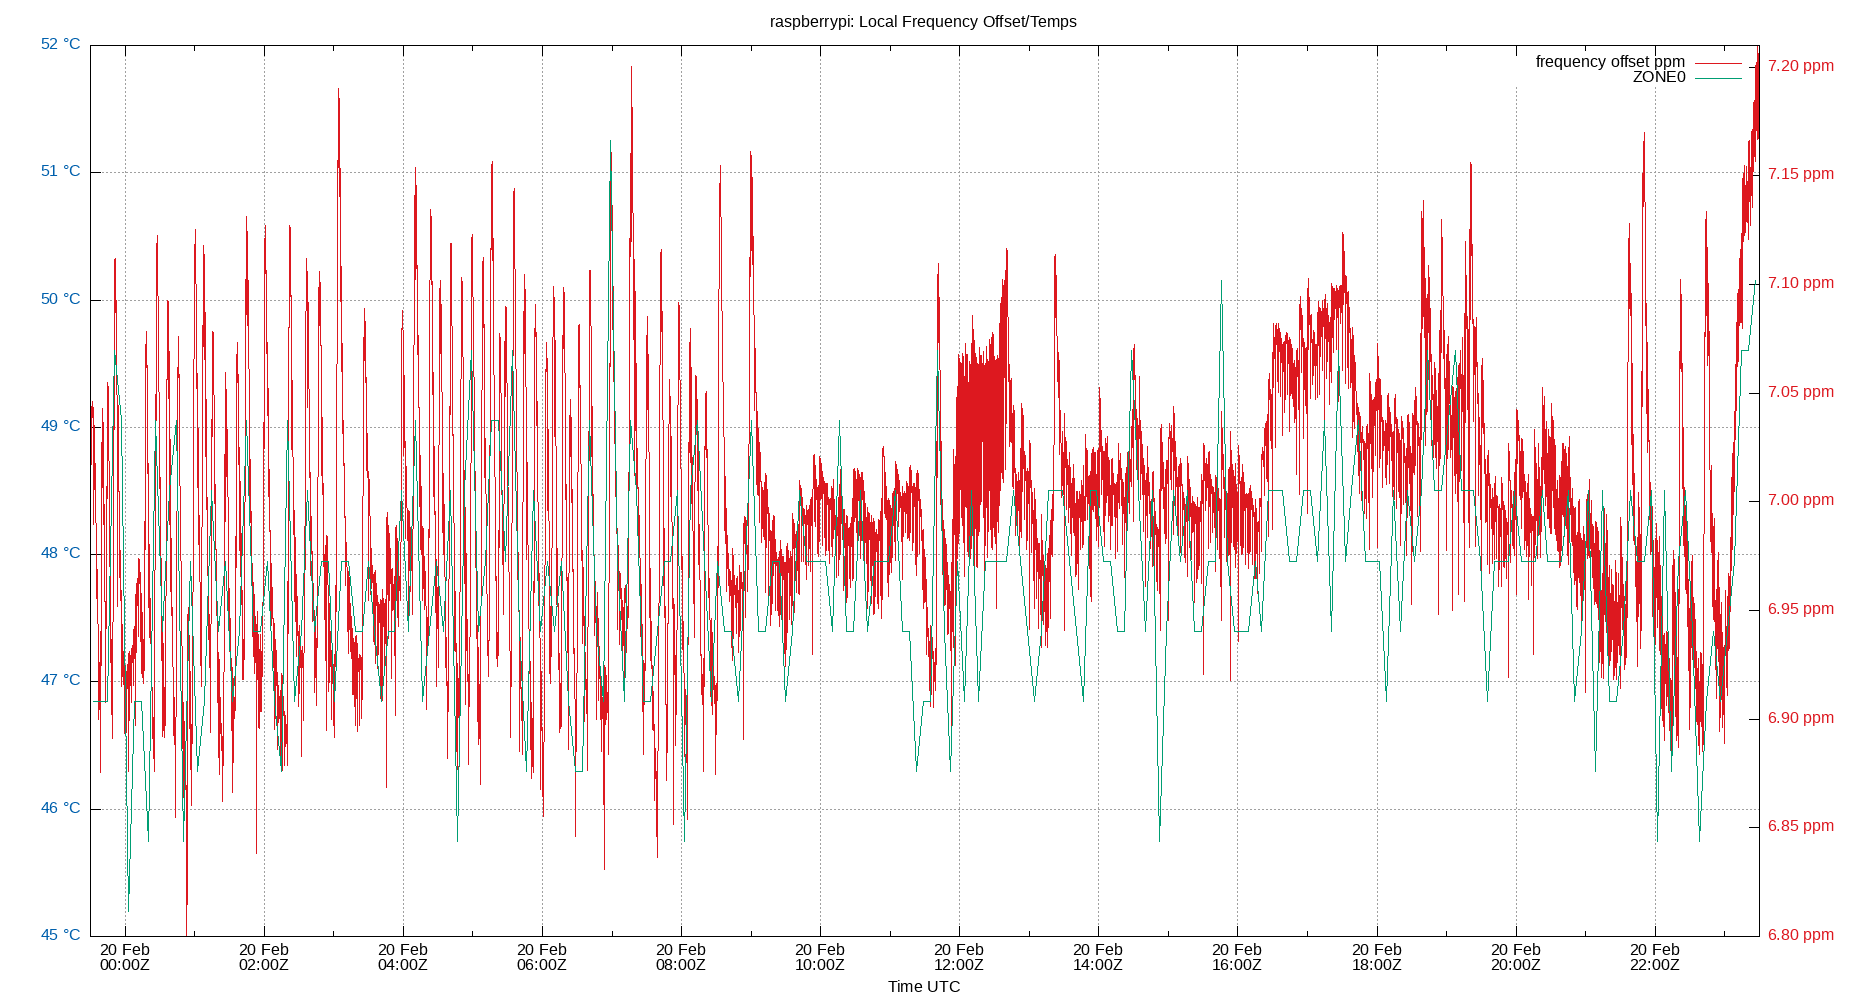 raspberrypi: Local Frequency Offset/Temps
52 °C
51 °C
50 °C
49 °C
48 °C
47 °C
46 °C
45 °C
frequency offset ppm
ZONE0
7.20 ppm
7.15 ppm
7.10 ppm
7.05 ppm
7.00 ppm
6.95 ppm
6.90 ppm
6.85 ppm
6.80 ppm
20 Feb 20 Feb 20 Feb 20 Feb 20 Feb 20 Feb 20 Feb 20 Feb 20 Feb 20 Feb 20 Feb 20 Feb
00:00Z 02:00Z 04:00Z 06:00Z 08:00Z 10:00Z 12:00Z 14:00Z 16:00Z 18:00Z 20:00Z 22:00Z
Time UTC